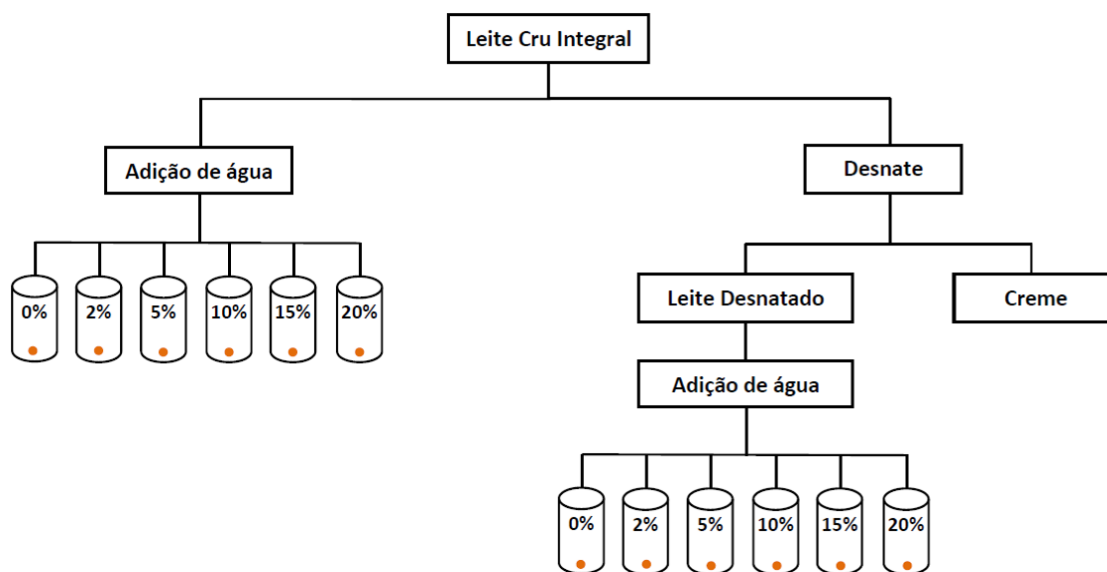 Leite Cru Integral
Adição de água
Desnate
0% 2% 5% 10% 15% 20%
Leite Desnatado
Creme
Adição de água
0% 2% 5% 10% 15% 20%